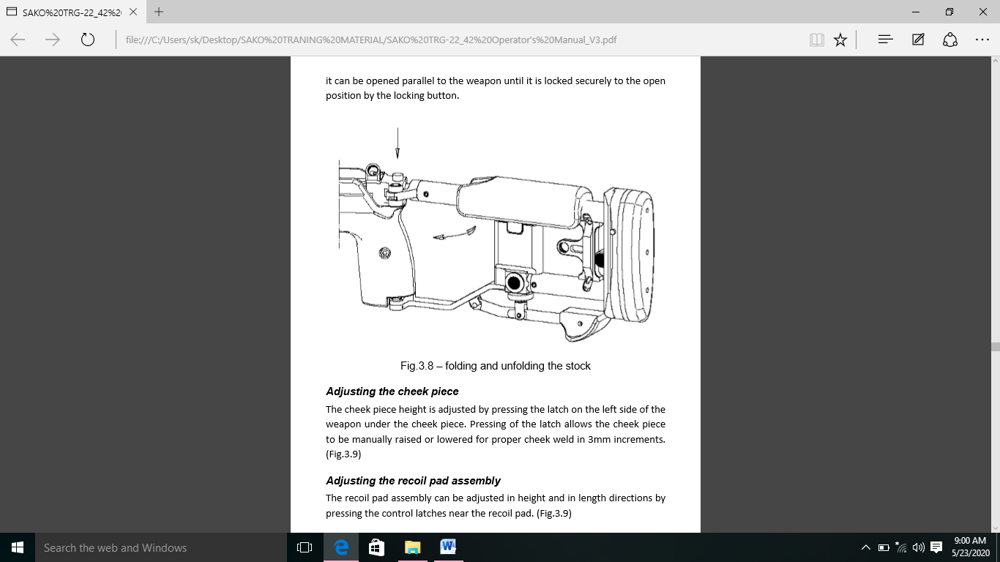 SAKO%20TRG-22_42%2
file:///C:/Users/sk/Desktop/SAKO%20TRANING%20MATERIAL/SAKO%20TRG-22_42%20Operator's%20Manual_V3.pdf
it can be opened parallel to the weapon until it is locked securely to the open
position by the locking button.
Fig.3.8 – folding and unfolding the stock
Adjusting the cheek piece
The cheek piece height is adjusted by pressing the latch on the left side of the
weapon under the cheek piece. Pressing of the latch allows the cheek piece
to be manually raised or lowered for proper cheek weld in 3mm increments.
(Fig.3.9)
Adjusting the recoil pad assembly
The recoil pad assembly can be adjusted in height and in length directions by
pressing the control latches near the recoil pad. (Fig.3.9)
Search the web and Windows
9:00 AM
5/23/2020